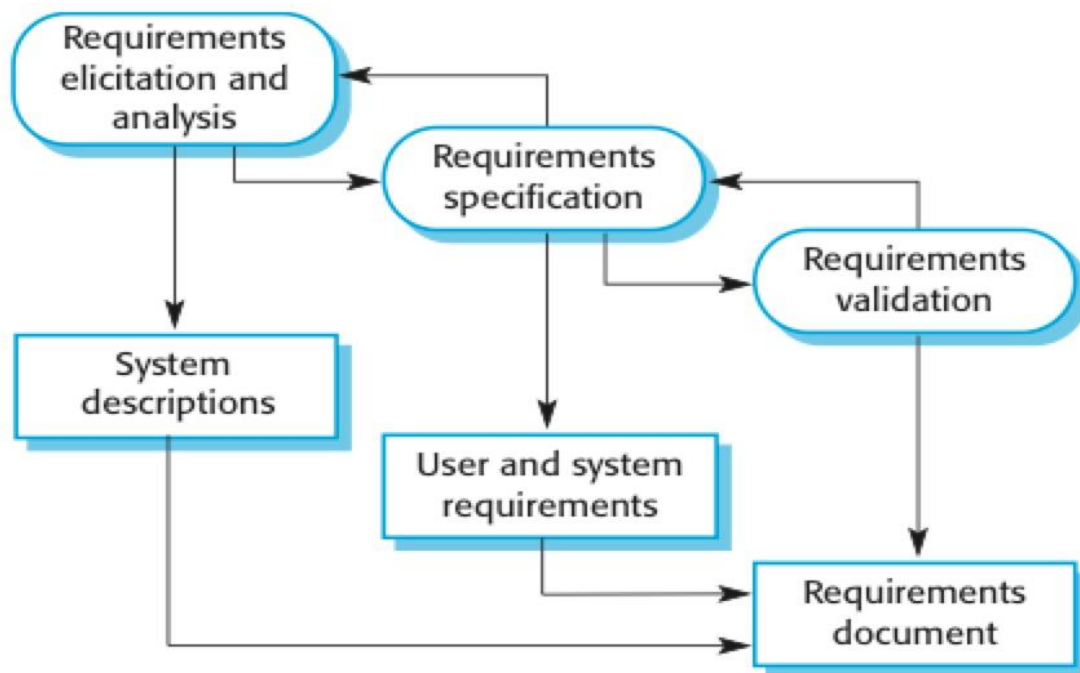 Requirements
elicitation and
analysis
Requirements
specification
Requirements
validation
System
descriptions
User and system
requirements
Requirements
document